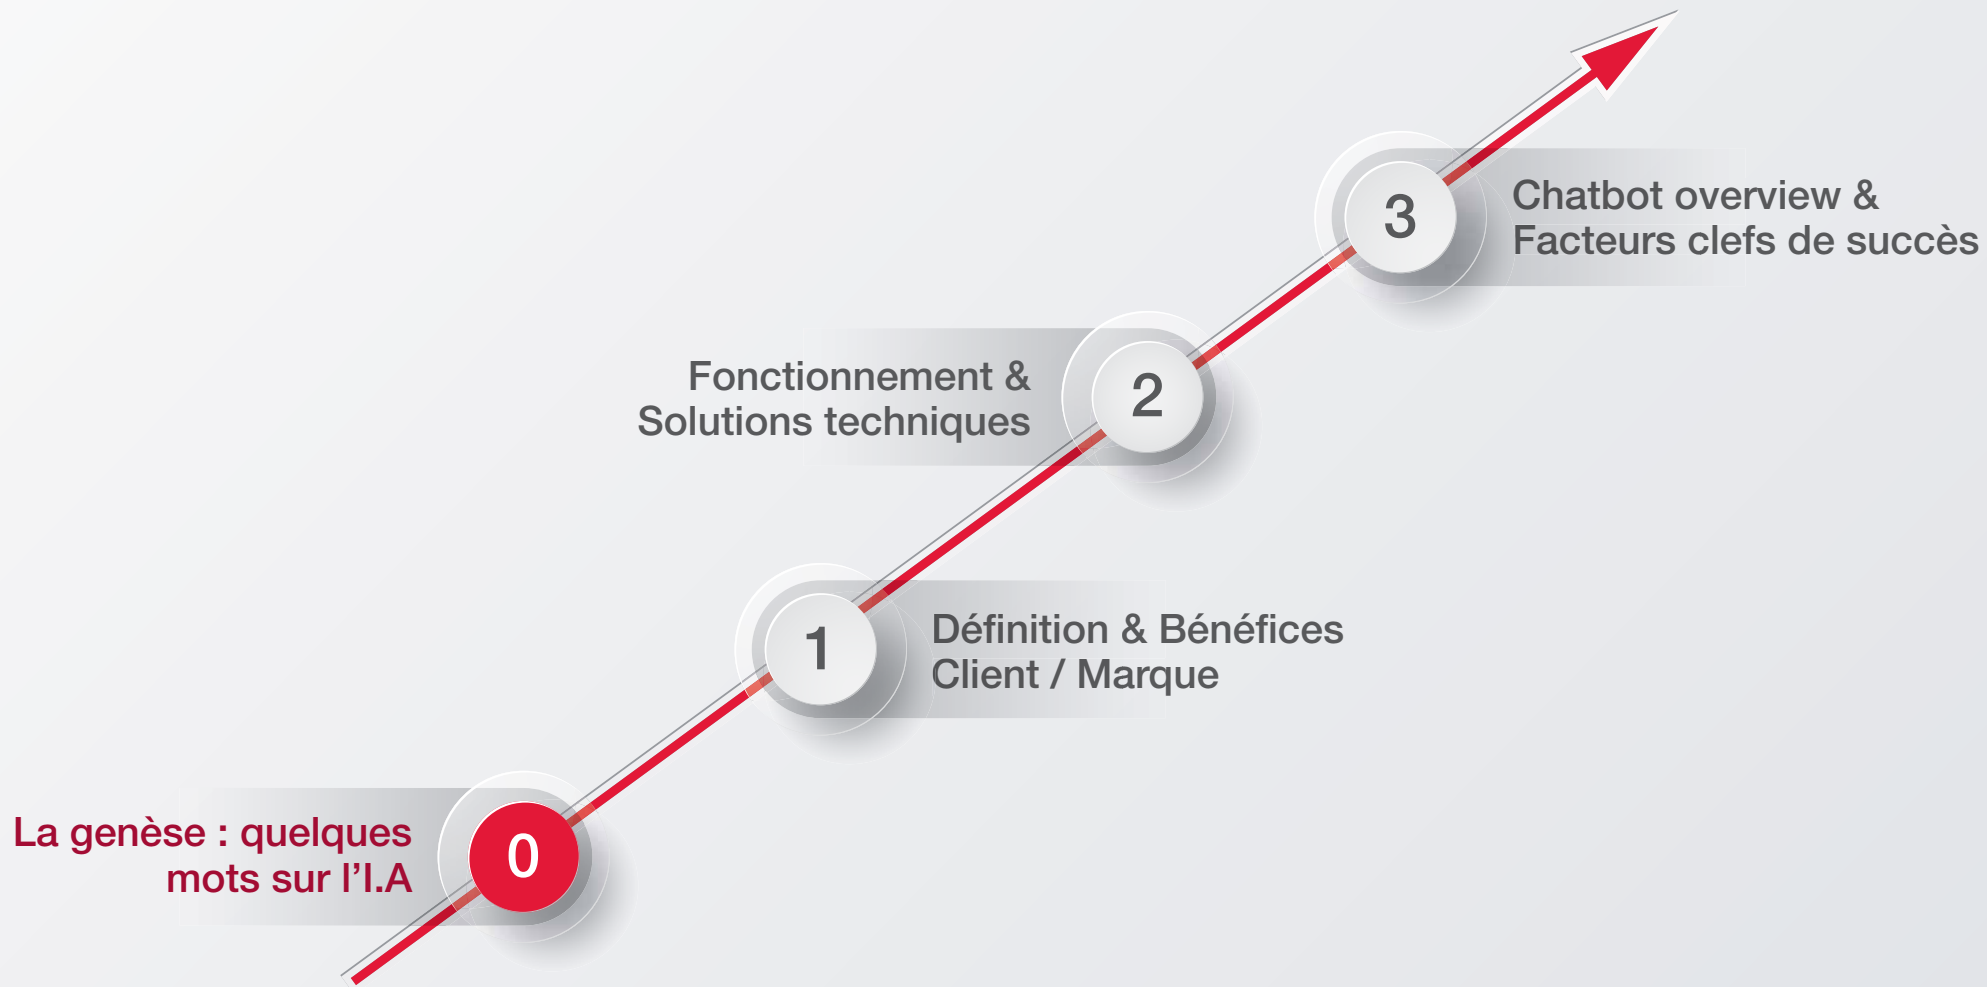 3
Chatbot overview &
Facteurs clefs de succès
Fonctionnement &
Solutions techniques
2
1
Définition & Bénéfices
Client / Marque
La genèse : quelques
mots sur l’I.A
0